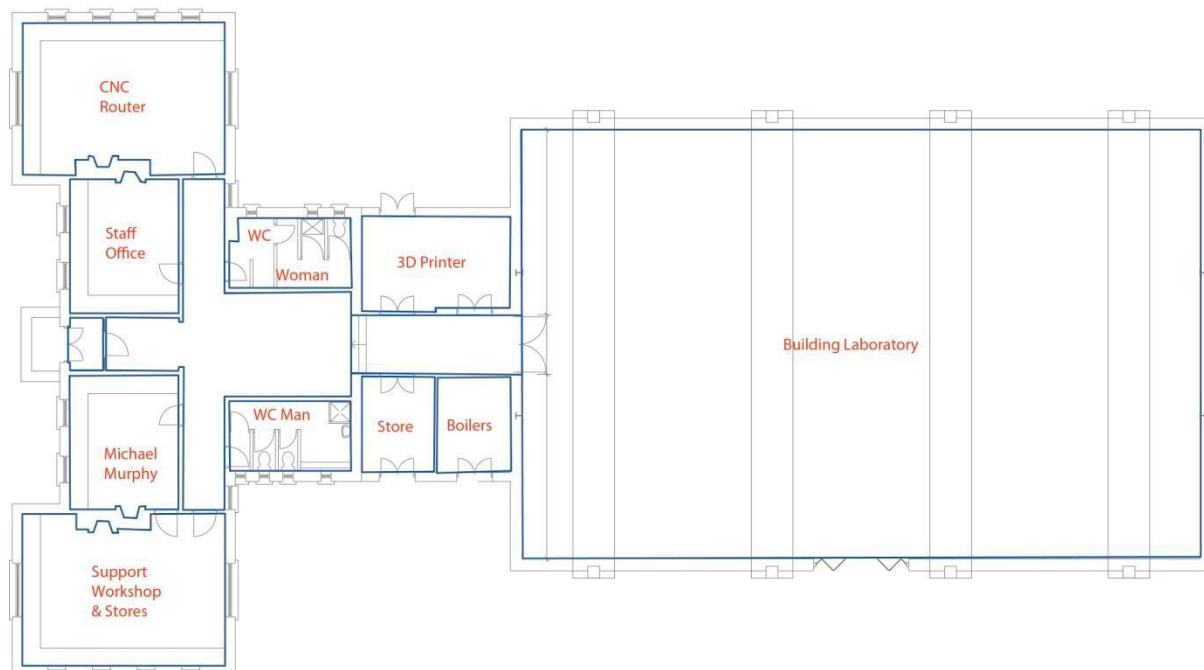 CNC
Router
Staff
Office
WC
Woman
3D Printer
Building Laboratory
WC Man
Store
Boilers
Michael
Murphy
Support
Workshop
& Stores